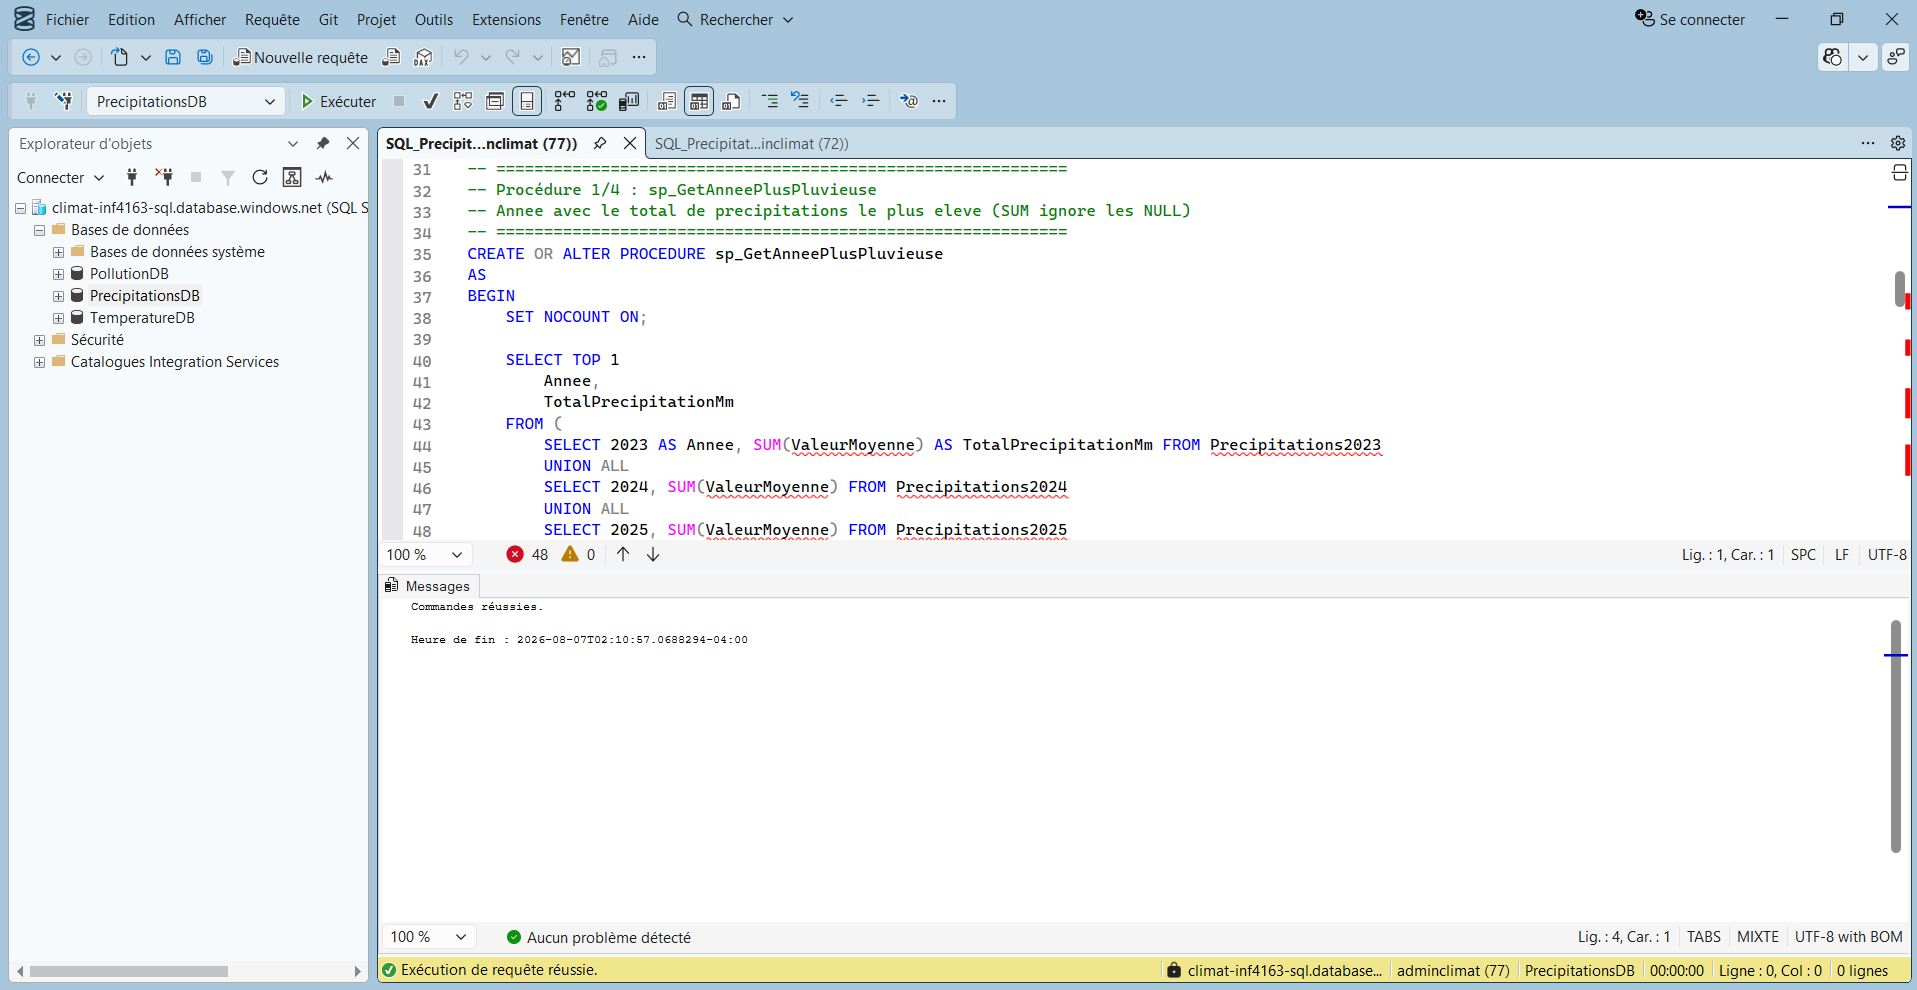 Fichier Edition Afficher Requête Git Projet Outils Extensions Fenêtre Aide Rechercher Se connecter
Nouvelle requête DAX
PrecipitationsDB Exécuter
Explorateur d'objets
Connecter
climat-inf4163-sql.database.windows.net (SQL S
Bases de données
Bases de données système
PollutionDB
PrecipitationsDB
TemperatureDB
Sécurité
Catalogues Integration Services
SQL_Precipit...nclimat (77)) SQL_Precipitat...inclimat (72))
31 -- ============================================================
32 -- Procédure 1/4 : sp_GetAnneePlusPluvieuse
33 -- Annee avec le total de precipitations le plus eleve (SUM ignore les NULL)
34 -- ============================================================
35 CREATE OR ALTER PROCEDURE sp_GetAnneePlusPluvieuse
36 AS
37 BEGIN
38 SET NOCOUNT ON;
39
40 SELECT TOP 1
41 Annee,
42 TotalPrecipitationMm
43 FROM (
44 SELECT 2023 AS Annee, SUM(ValeurMoyenne) AS TotalPrecipitationMm FROM Precipitations2023
45 UNION ALL
46 SELECT 2024, SUM(ValeurMoyenne) FROM Precipitations2024
47 UNION ALL
48 SELECT 2025, SUM(ValeurMoyenne) FROM Precipitations2025
100 % 48 0 Lig. : 1, Car. : 1 SPC LF UTF-8
Messages
Commandes réussies.
Heure de fin : 2026-08-07T02:10:57.0688294-04:00
100 % Aucun problème détecté Lig. : 4, Car. : 1 TABS MIXTE UTF-8 with BOM
Exécution de requête réussie. climat-inf4163-sql.database... adminclimat (77) PrecipitationsDB 00:00:00 Ligne : 0, Col : 0 0 lignes